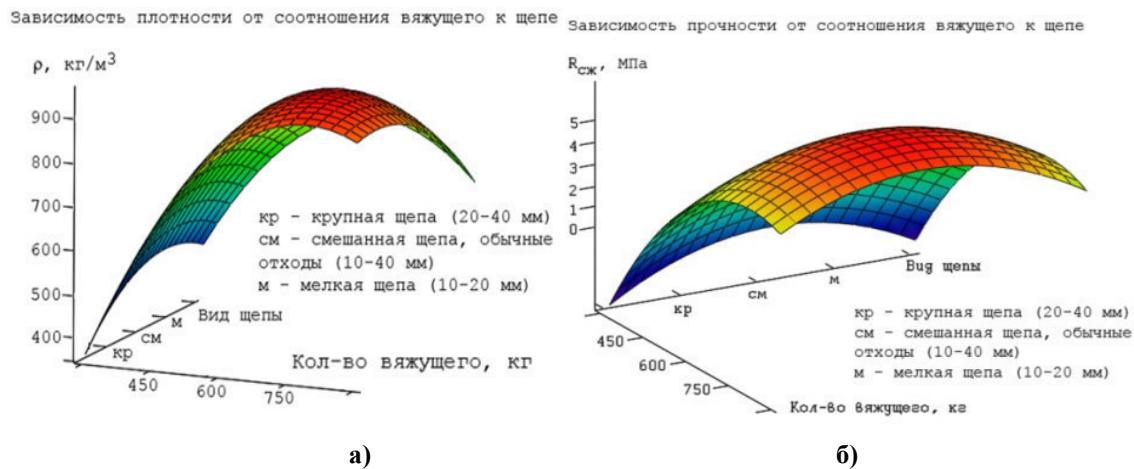 Зависимость плотности от соотношения вяжущего к щепе
ρ, кг/м³
900
800
700
600
500
400
кр - крупная щепа (20-40 мм)
см - смешанная щепа, обычные
отходы (10-40 мм)
м - мелкая щепа (10-20 мм)
кр
см
м
Вид щепы
Кол-во вяжущего, кг
450
600
750
а)
Зависимость прочности от соотношения вяжущего к щепе
Rсж, МПа
5
4
3
2
1
0
кр
см
м
Вид щепы
450
600
750
Кол-во вяжущего, кг
кр - крупная щепа (20-40 мм)
см - смешанная щепа, обычные
отходы (10-40 мм)
м - мелкая щепа (10-20 мм)
б)